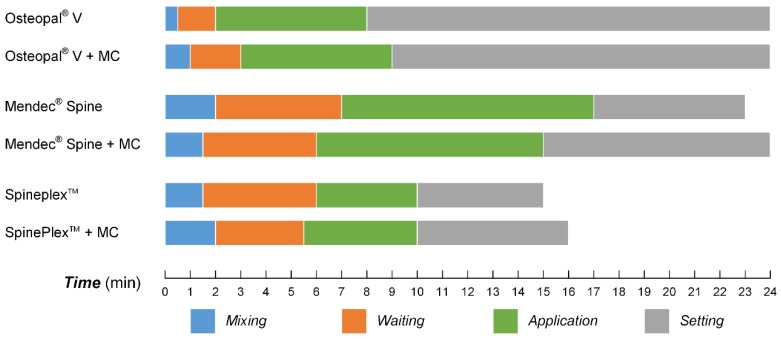 Osteopal® V
Osteopal® V + MC
Mendec® Spine
Mendec® Spine + MC
Spineplex™
SpinePlex™ + MC
Time (min)
0 1 2 3 4 5 6 7 8 9 10 11 12 13 14 15 16 17 18 19 20 21 22 23 24
Mixing Waiting Application Setting